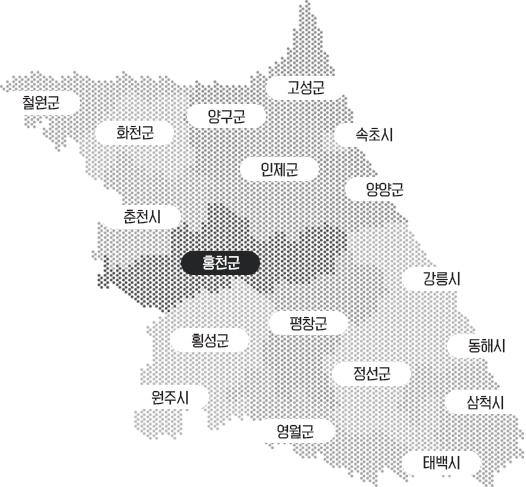 고성군
철원군
양구군
화천군
속초시
인제군
양양군
춘천시
홍천군
강릉시
평창군
횡성군
동해시
정선군
원주시
삼척시
영월군
태백시